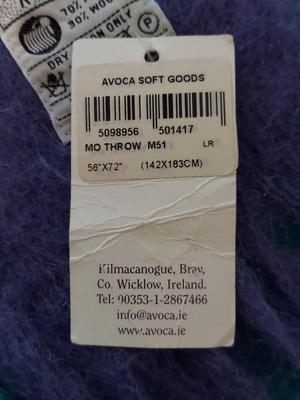 70%
30% WOO
DRY
ON ONLY
P
AVOCA SOFT GOODS
5098956 501417
MO THROW M51 LR
56"X72" (142X183CM)
Kilmacanogue, Bray,
Co. Wicklow, Ireland.
Tel: 90353-1-2867466
info@avoca.ie
www.avoca.ie